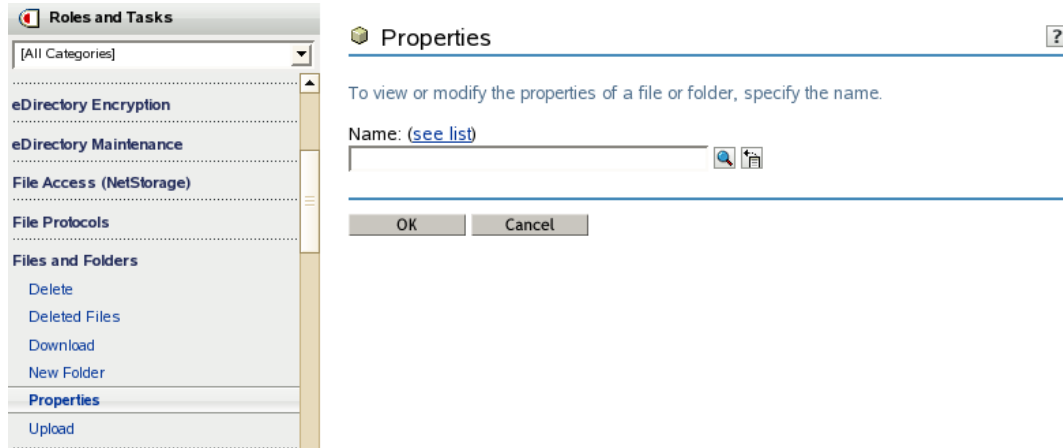 Roles and Tasks
[All Categories]
eDirectory Encryption
eDirectory Maintenance
File Access (NetStorage)
File Protocols
Files and Folders
Delete
Deleted Files
Download
New Folder
Properties
Upload
Properties
?
To view or modify the properties of a file or folder, specify the name.
Name: (see list)
OK Cancel